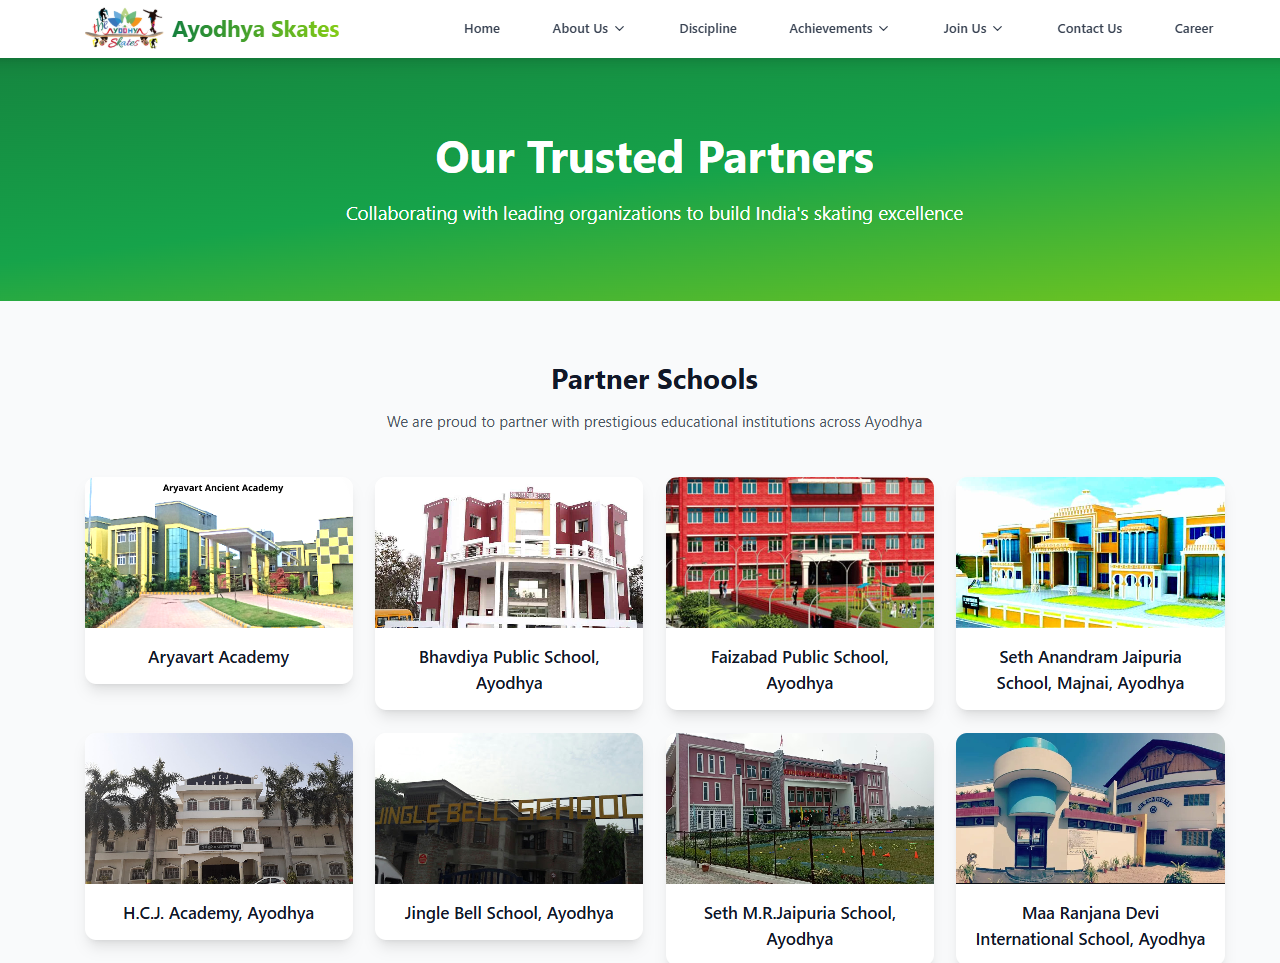 the
AYODHYA
Skates
Ayodhya Skates
Home
About Us
Discipline
Achievements
Join Us
Contact Us
Career
Our Trusted Partners
Collaborating with leading organizations to build India's skating excellence
Partner Schools
We are proud to partner with prestigious educational institutions across Ayodhya
Aryavart Ancient Academy
Aryavart Academy
Bhavdiya Public School,
Ayodhya
Faizabad Public School,
Ayodhya
Seth Anandram Jaipuria
School, Majnai, Ayodhya
H.C.J.
ACADEMY
H.C.J. Academy, Ayodhya
JINGLE BELL SCHOOL
Jingle Bell School, Ayodhya
Seth M.R.Jaipuria School,
Ayodhya
Maa Ranjana Devi
International School, Ayodhya